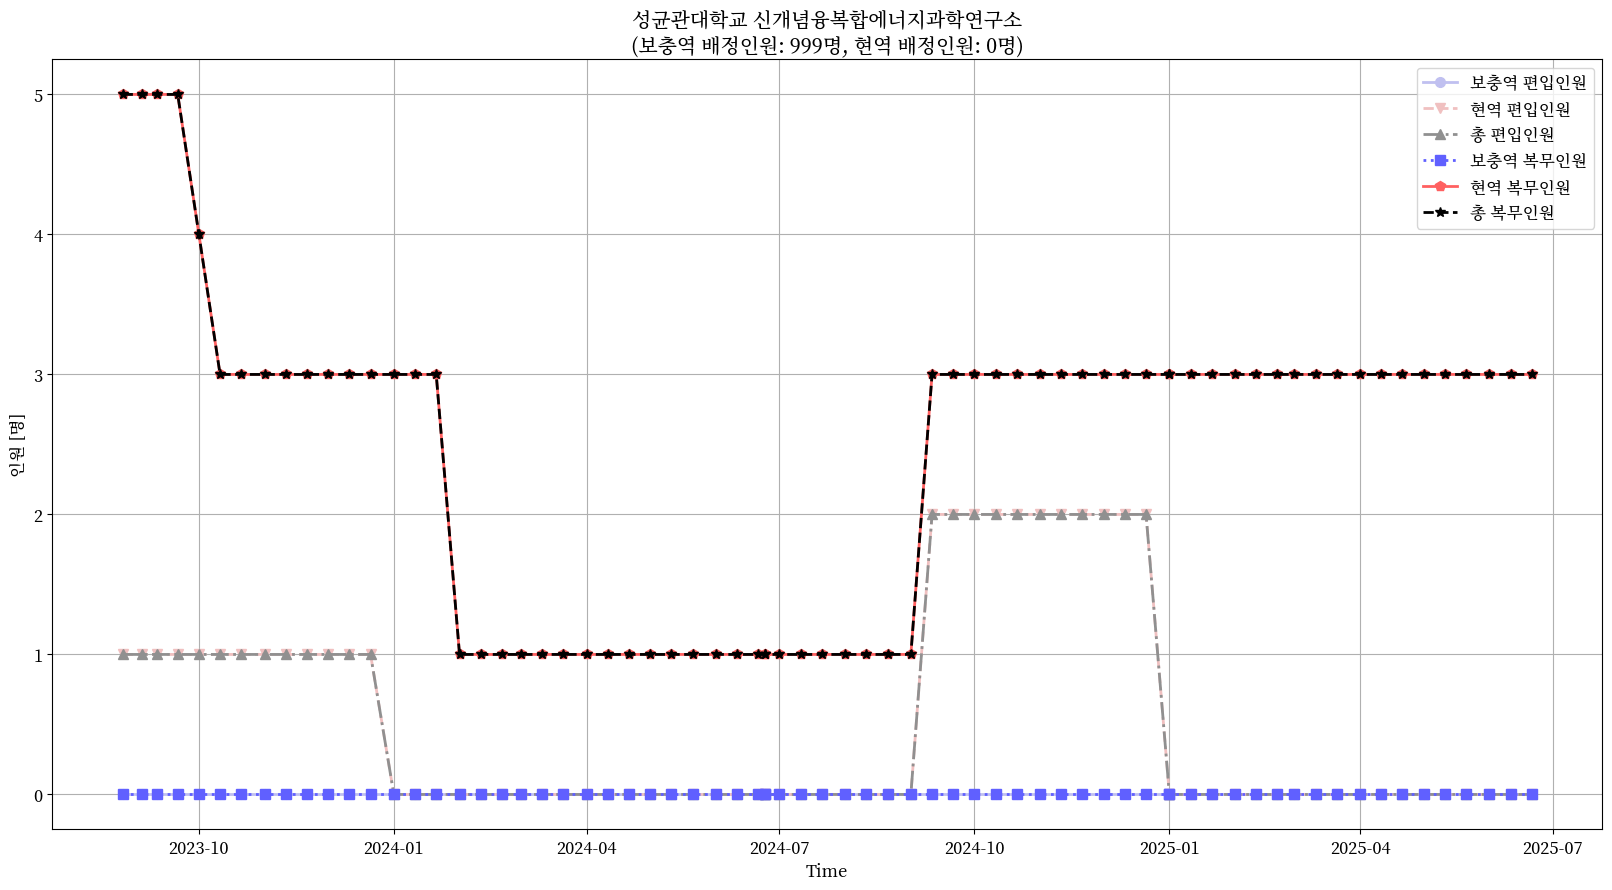 성균관대학교 신개념융복합에너지과학연구소
(보충역 배정인원: 999명, 현역 배정인원: 0명)
보충역 편입인원
현역 편입인원
총 편입인원
보충역 복무인원
현역 복무인원
총 복무인원
인원 [명]
5
4
3
2
1
0
2023-10
2024-01
2024-04
2024-07
2024-10
2025-01
2025-04
2025-07
Time